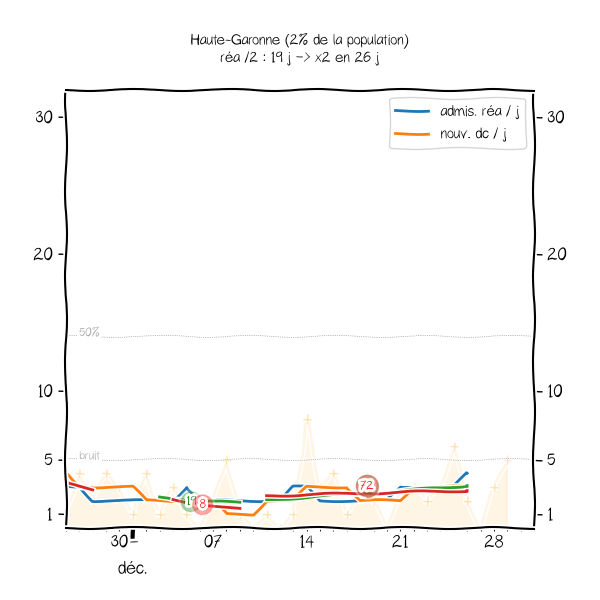 Haute-Garonne (2% de la population)
réa /2 : 19 j -> x2 en 26 j
admis. réa / j
nouv. dc / j
30 30
20 20
50%
10 10
5 bruit 5
72
19 8
1 1
30 07 14 21 28
déc.